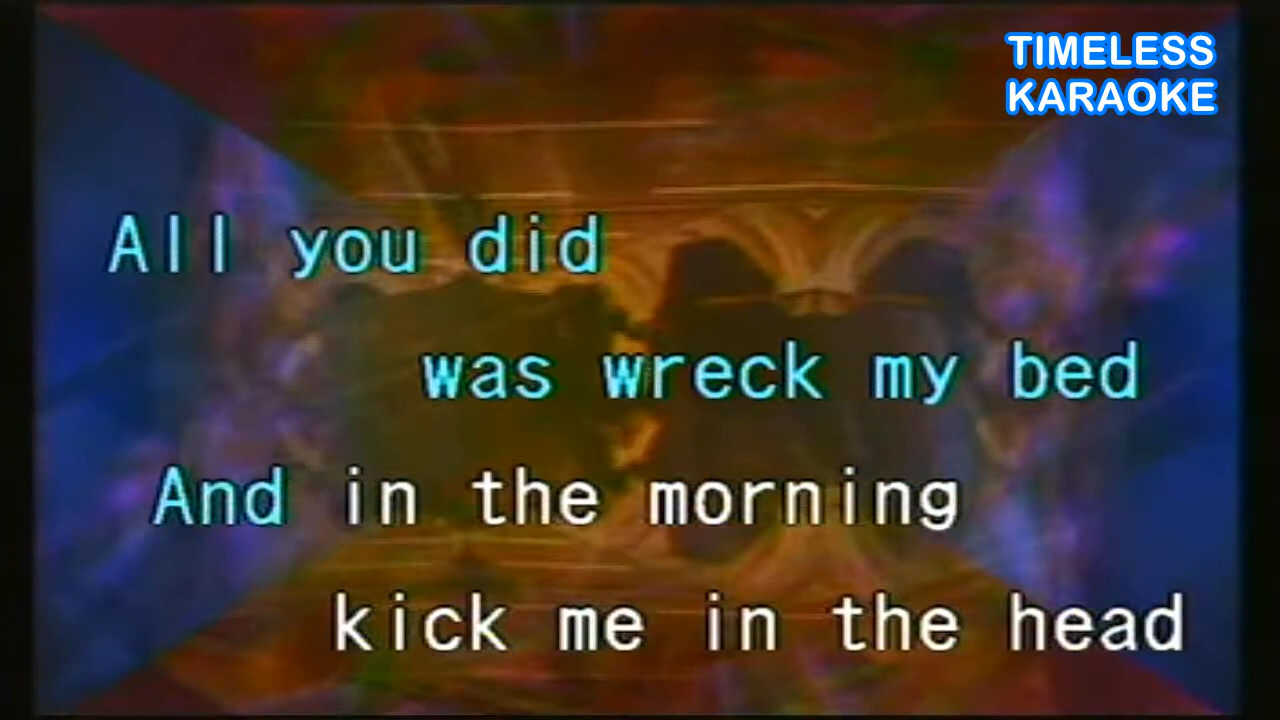 TIMELESS
KARAOKE
All you did
was wreck my bed
And in the morning
kick me in the head